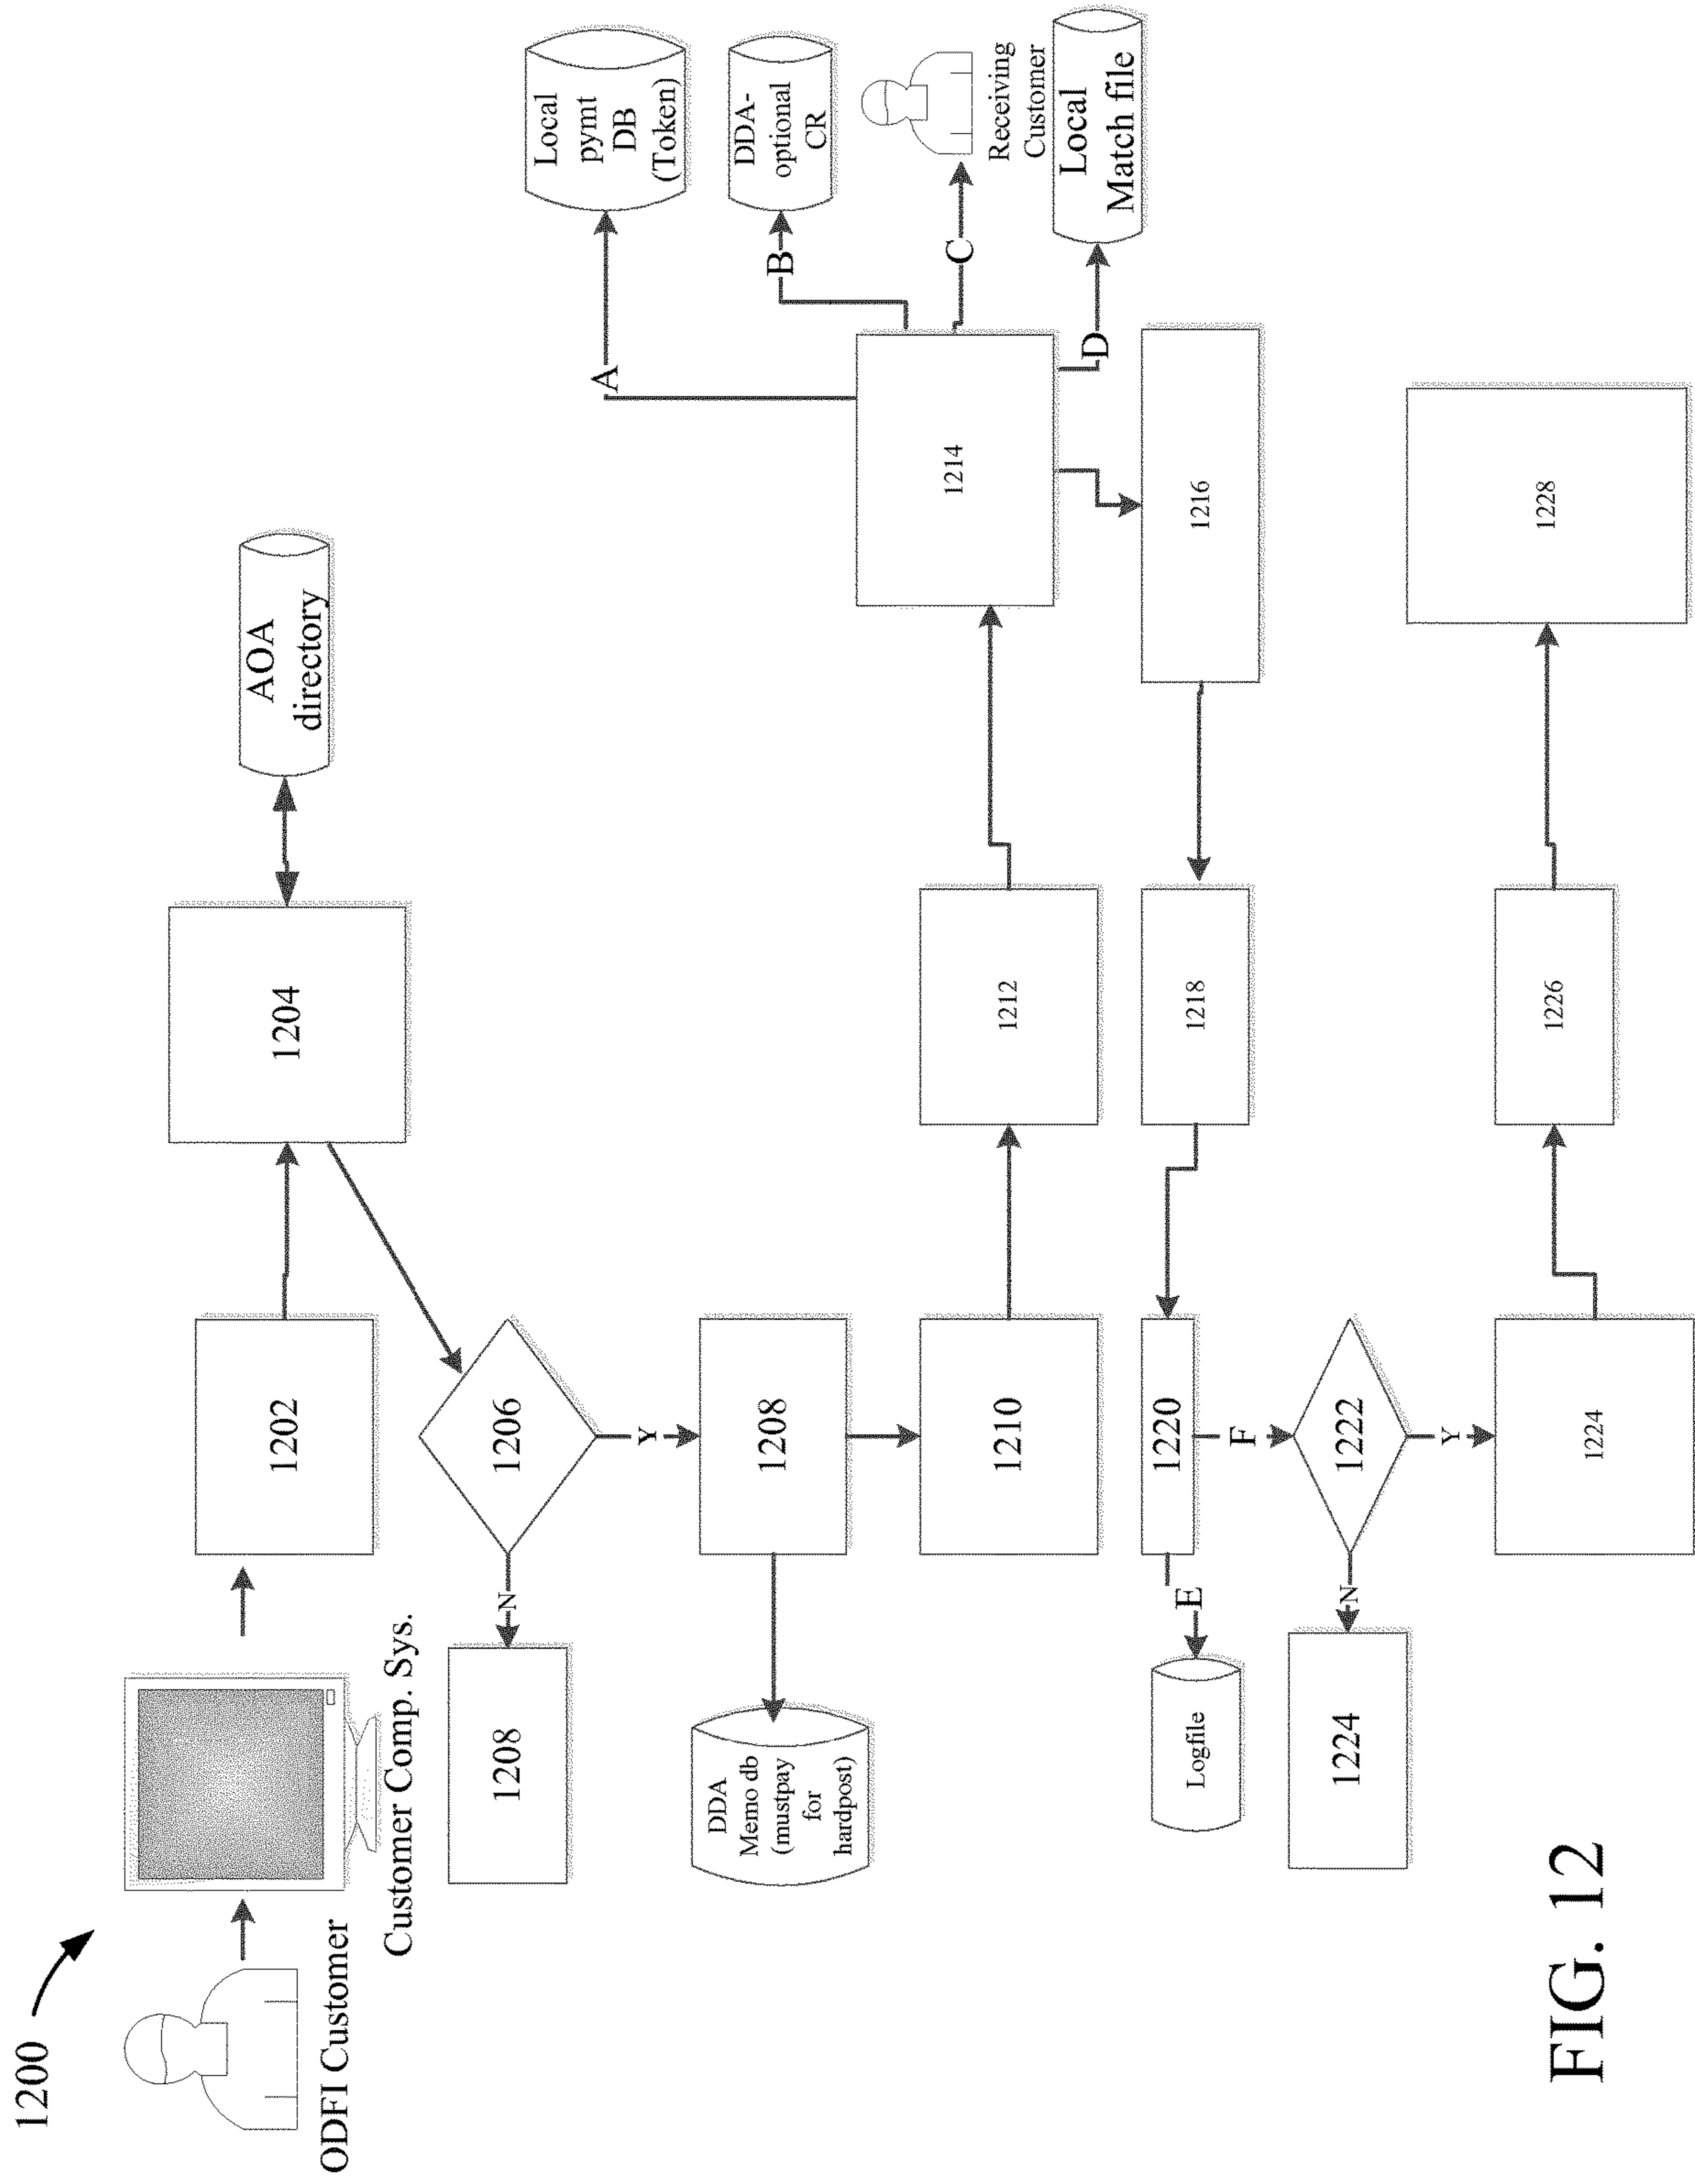 1200
ODFI Customer
Customer Comp. Sys.
1202
1204
AOA
directory
1206
N
1208
Y
1208
DDA
Memo db
(mustpay
for
hardpost)
1210
1212
1214
A
Local
pymt
DB
(Token)
B
DDA-
optional
CR
C
Receiving
Customer
D
Local
Match file
1216
1218
1220
E
Logfile
F
1222
N
1224
Y
1224
1226
1228
FIG. 12